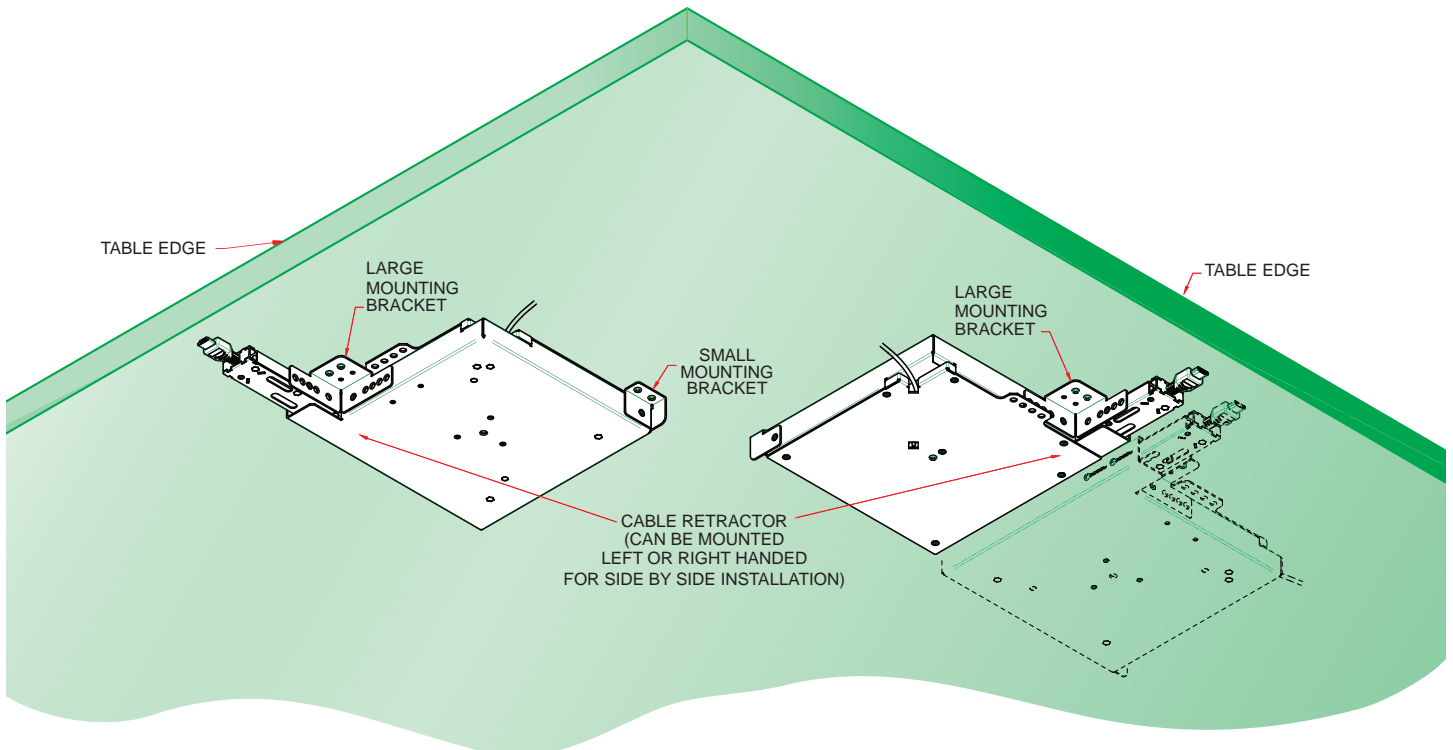 TABLE EDGE
LARGE
MOUNTING
BRACKET
SMALL
MOUNTING
BRACKET
LARGE
MOUNTING
BRACKET
TABLE EDGE
CABLE RETRACTOR
(CAN BE MOUNTED
LEFT OR RIGHT HANDED
FOR SIDE BY SIDE INSTALLATION)